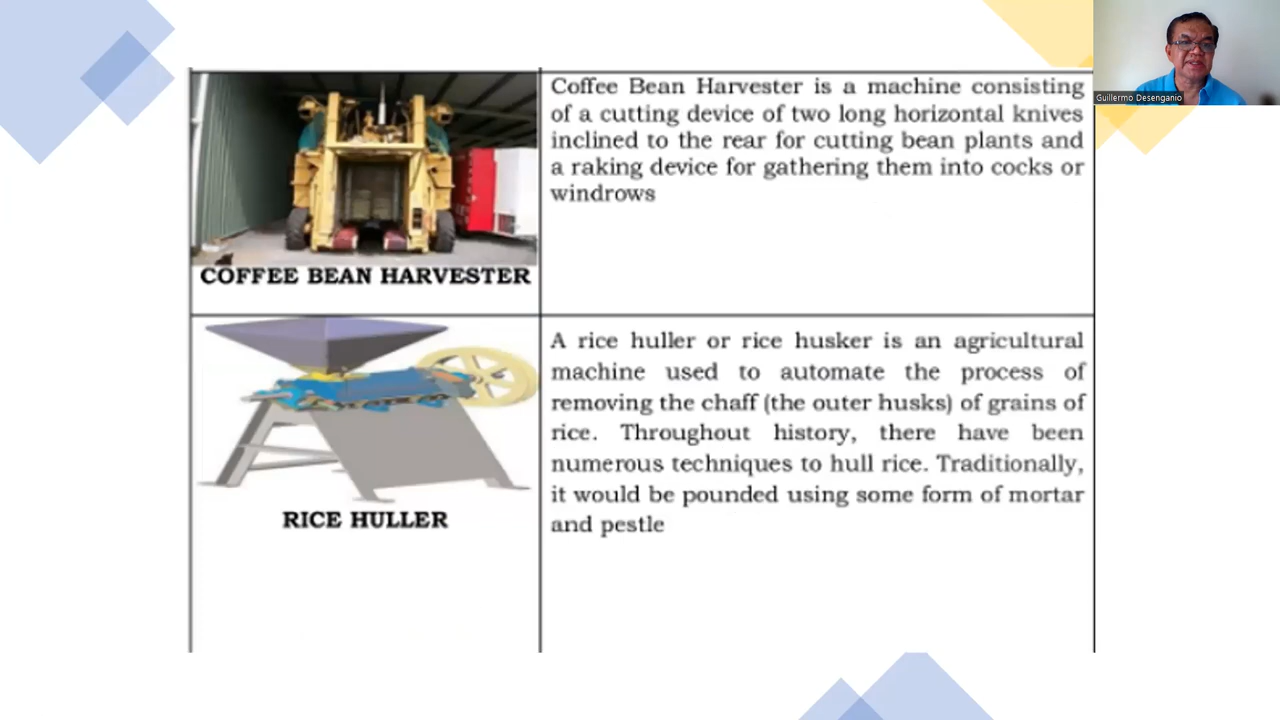 Coffee Bean Harvester is a machine consisting
of a cutting device of two long horizontal knives
inclined to the rear for cutting bean plants and
a raking device for gathering them into cocks or
windrows
COFFEE BEAN HARVESTER
A rice huller or rice husker is an agricultural
machine used to automate the process of
removing the chaff (the outer husks) of grains of
rice. Throughout history, there have been
numerous techniques to hull rice. Traditionally,
it would be pounded using some form of mortar
and pestle
RICE HULLER
Guillermo Desenganio